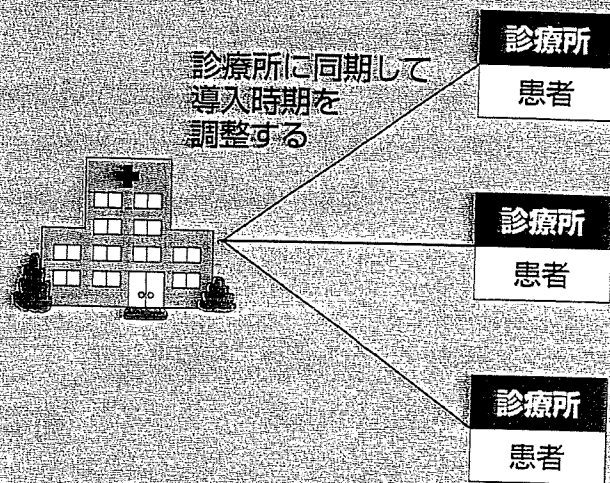 診療所に同期して
導入時期を
調整する
診療所
患者
診療所
患者
診療所
患者